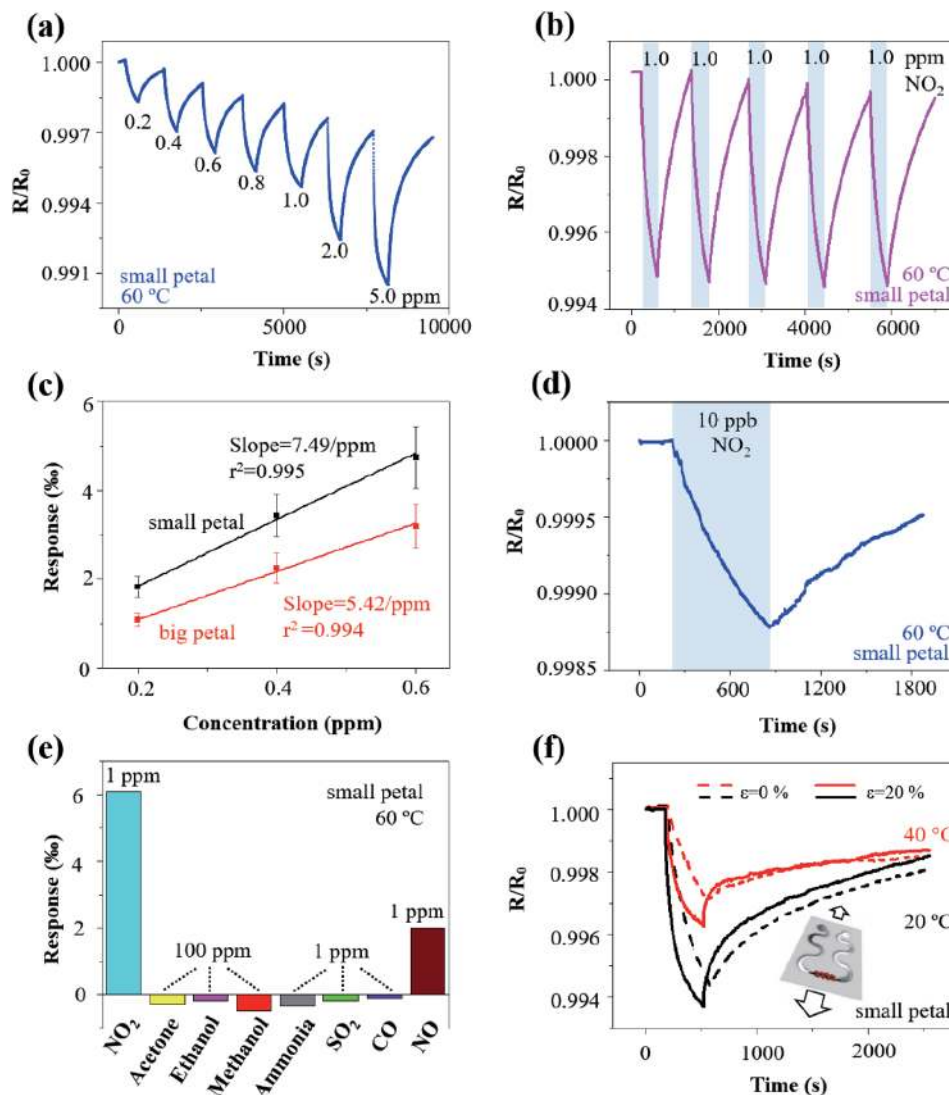 (a)
1.000
0.997
0.994
0.991
R/R₀
0.2
0.4
0.6
0.8
1.0
2.0
5.0 ppm
small petal
60 ºC
0
5000
10000
Time (s)
(b)
1.0 1.0 1.0 1.0 1.0 ppm
NO₂
1.000
0.998
0.996
0.994
R/R₀
60 ºC
small petal
0 2000 4000 6000
Time (s)
(c)
6
4
2
0
Response (‰)
Slope=7.49/ppm
r²=0.995
small petal
Slope=5.42/ppm
r²=0.994
big petal
0.2 0.4 0.6
Concentration (ppm)
(d)
10 ppb
NO₂
1.0000
0.9995
0.9990
0.9985
R/R₀
60 ºC
small petal
0 600 1200 1800
Time (s)
(e)
1 ppm
small petal
60 ºC
6
4
2
0
Response (‰)
100 ppm
1 ppm
1 ppm
NO₂
Acetone
Ethanol
Methanol
Ammonia
SO₂
CO
NO
(f)
ε=0 %
ε=20 %
1.000
0.998
0.996
0.994
R/R₀
40 °C
20 °C
small petal
0 1000 2000
Time (s)